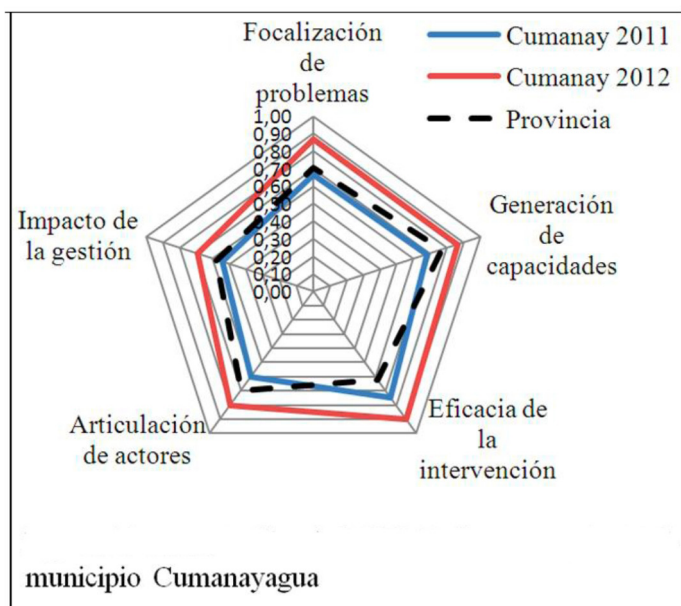 Focalización
de
problemas
Cumanay 2011
Cumanay 2012
Provincia
1,00
0,90
0,80
0,70
0,60
0,50
0,40
0,30
0,20
0,10
0,00
Generación
de
capacidades
Impacto de
la gestión
Eficacia de
la
intervención
Articulación
de actores
municipio Cumanayagua